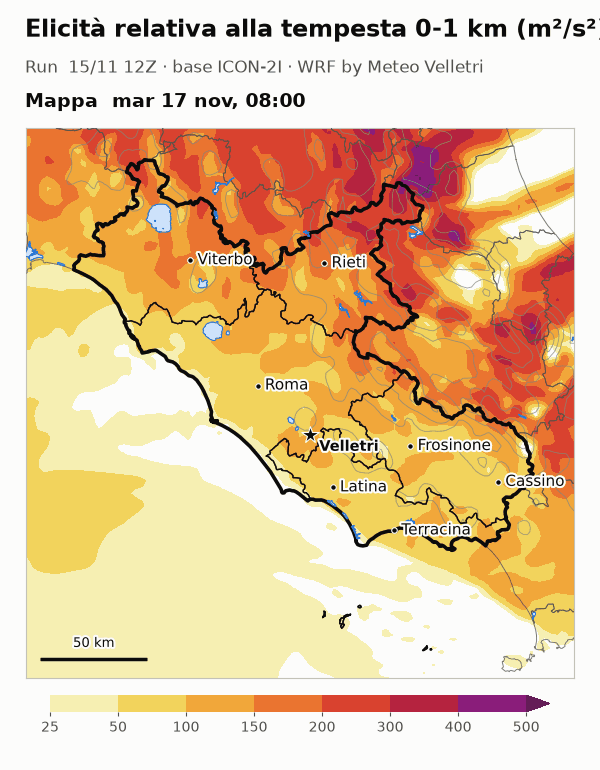 Elicità relativa alla tempesta 0-1 km (m²/s²)
Run 15/11 12Z · base ICON-2I · WRF by Meteo Velletri
Mappa mar 17 nov, 08:00
Viterbo
Rieti
Roma
Velletri
Frosinone
Latina
Cassino
Terracina
50 km
25 50 100 150 200 300 400 500